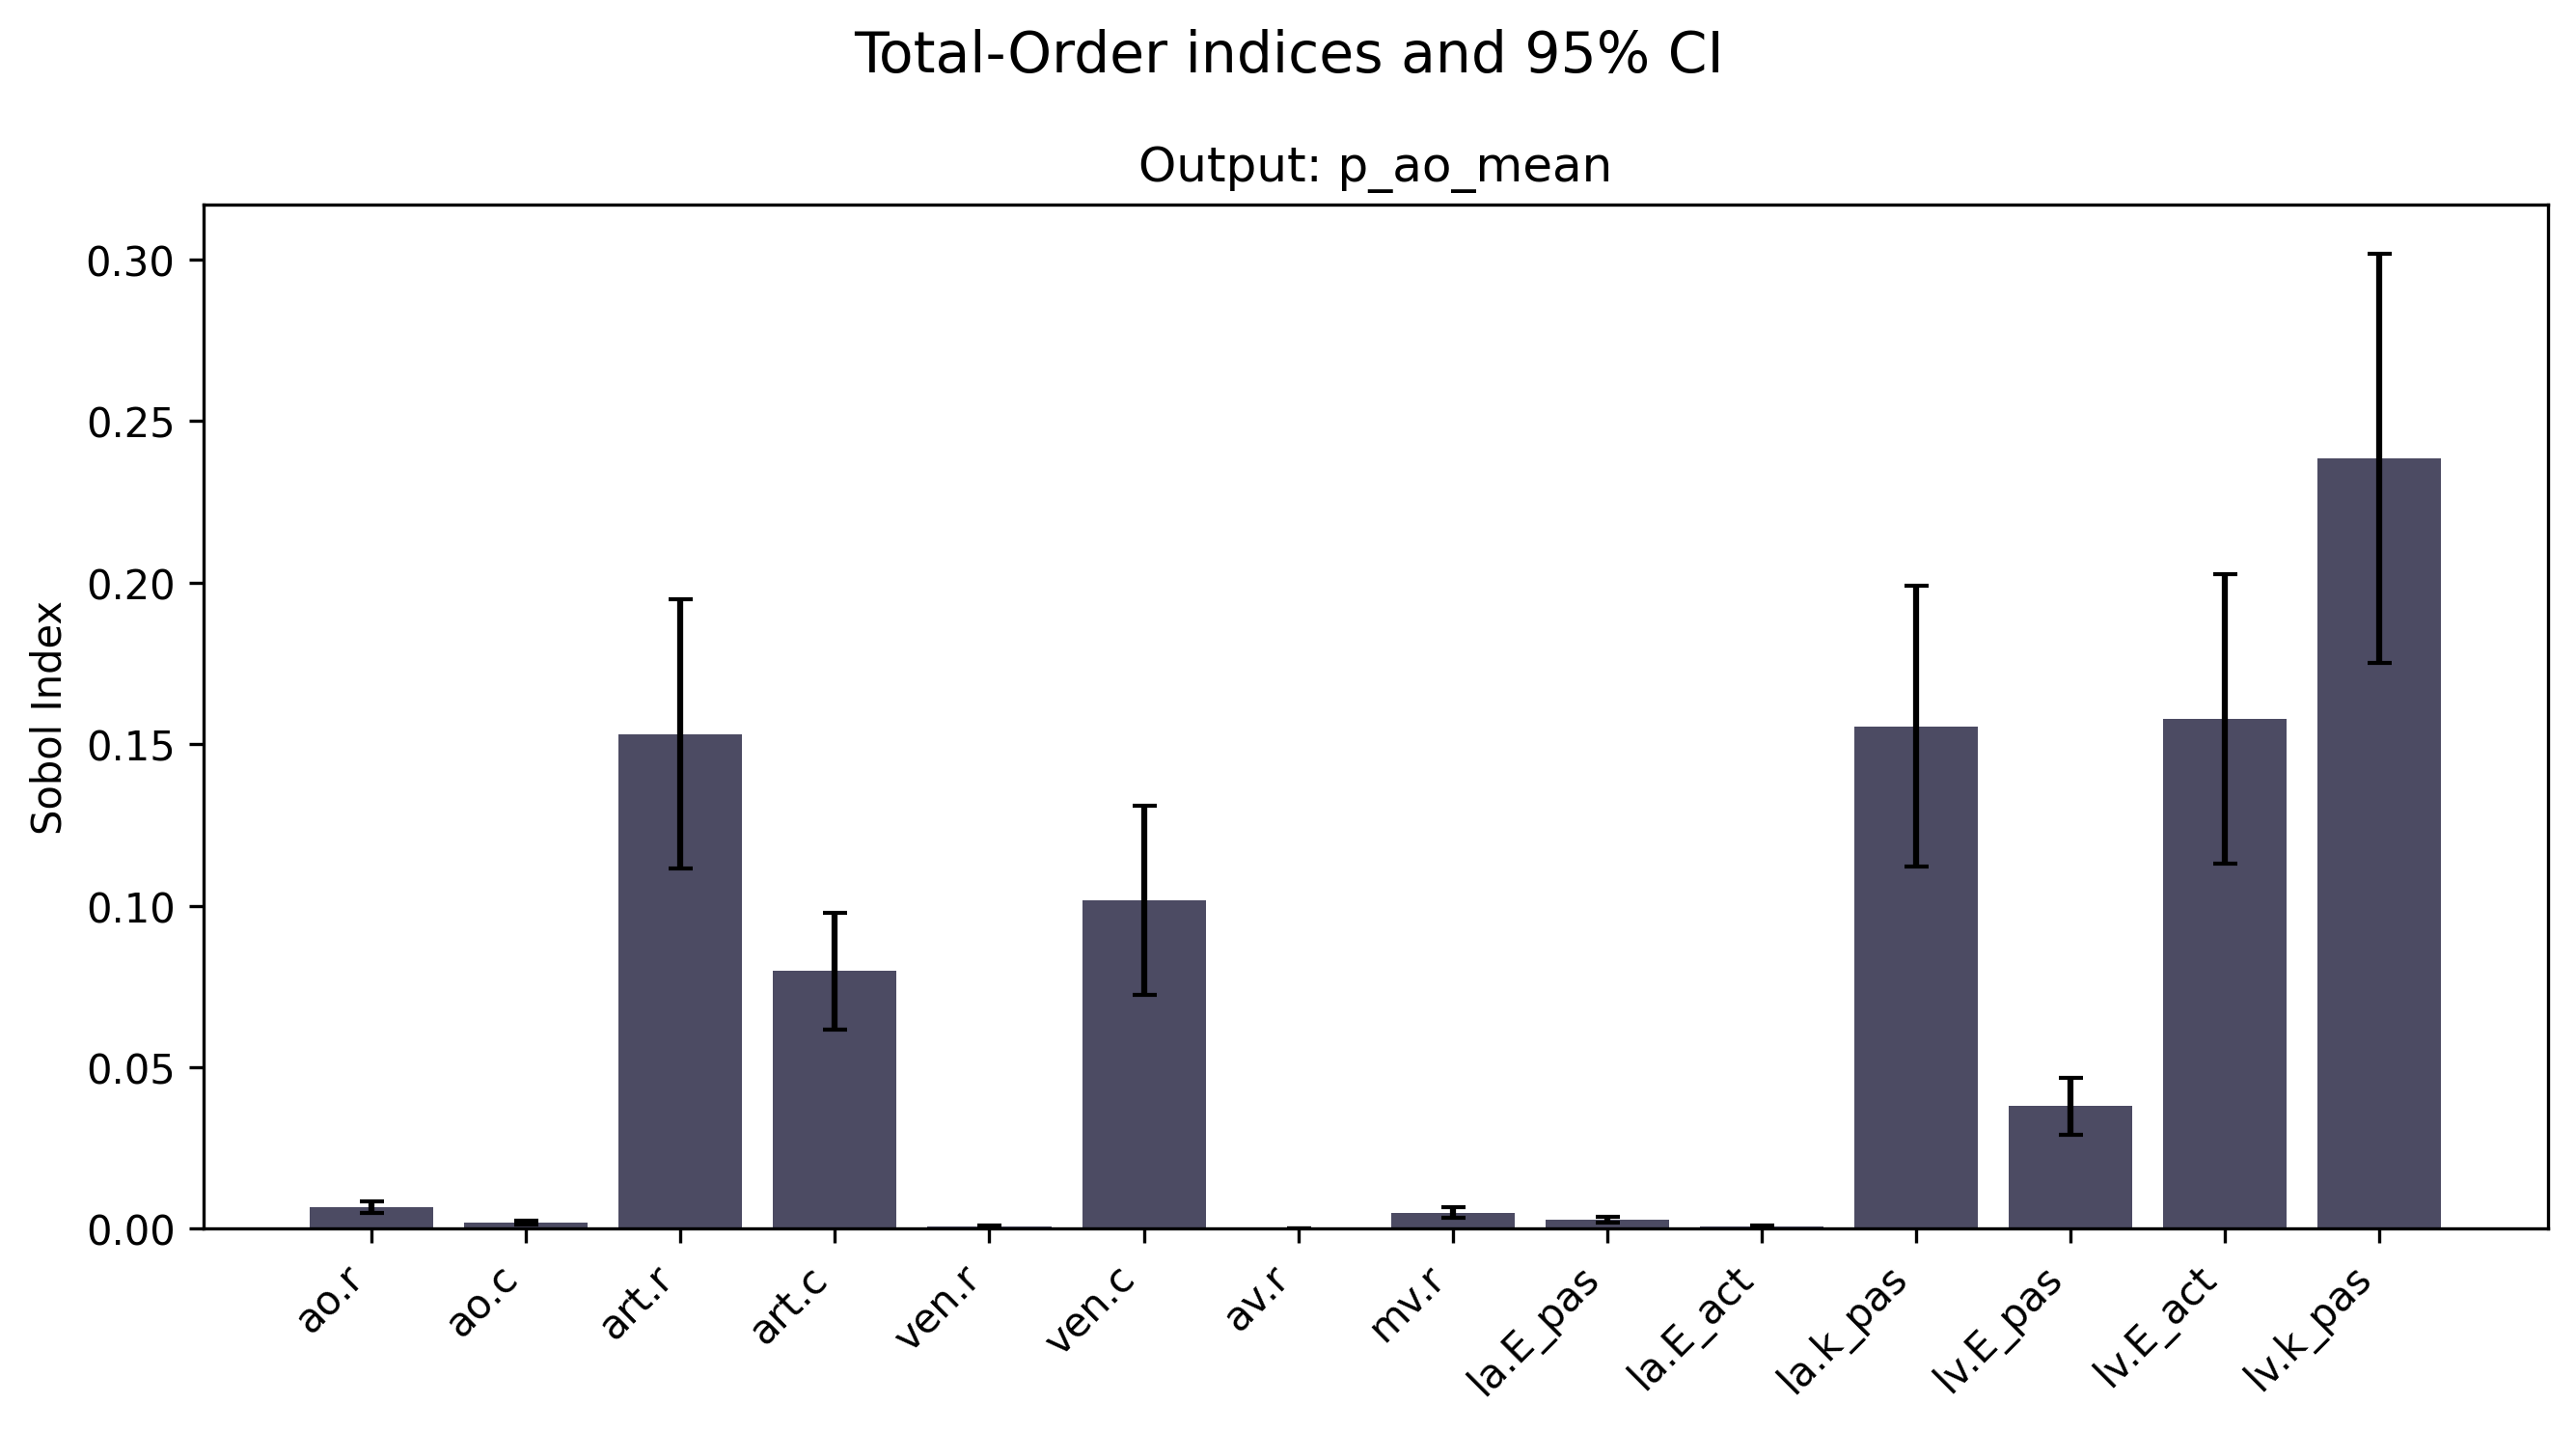 Total-Order indices and 95% CI
Output: p_ao_mean
Sobol Index
0.30
0.25
0.20
0.15
0.10
0.05
0.00
ao.r
ao.c
art.r
art.c
ven.r
ven.c
av.r
mv.r
la.E_pas
la.E_act
la.k_pas
lv.E_pas
lv.E_act
lv.k_pas